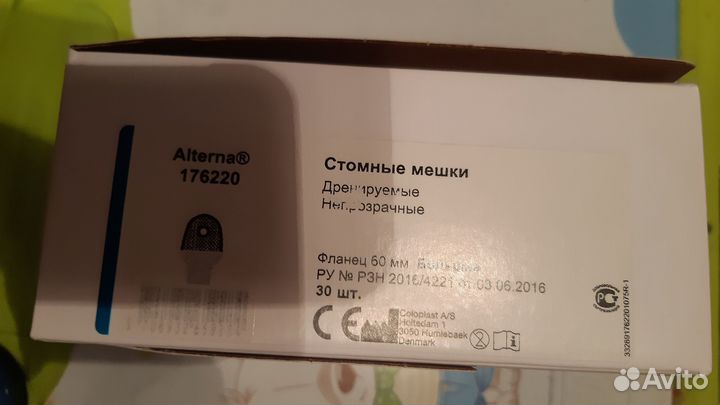 Alterna®
176220
Стомные мешки
Дренируемые
Непрозрачные
Фланец 60 мм
РУ № РЗН 2016/4221 от 03.06.2016
30 шт.
CE
Coloplast A/S
Holtedam 1
3050 Humlebaek
Denmark
Avito